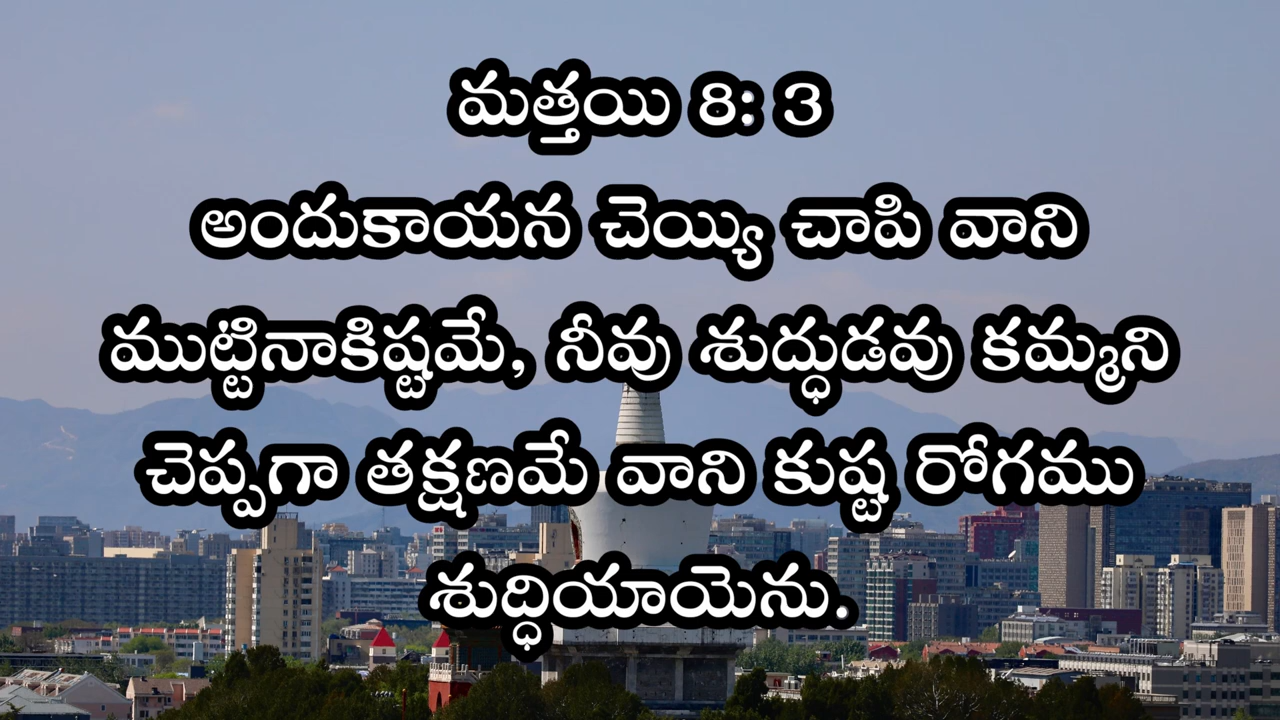 మత్తయి 8: 3
అందుకాయన చెయ్యి చాపి వాని
ముట్టినాకిష్టమే, నీవు శుద్ధుడవు కమ్మని
చెప్పగా తక్షణమే వాని కుష్ట రోగము
శుద్ధియాయెను.